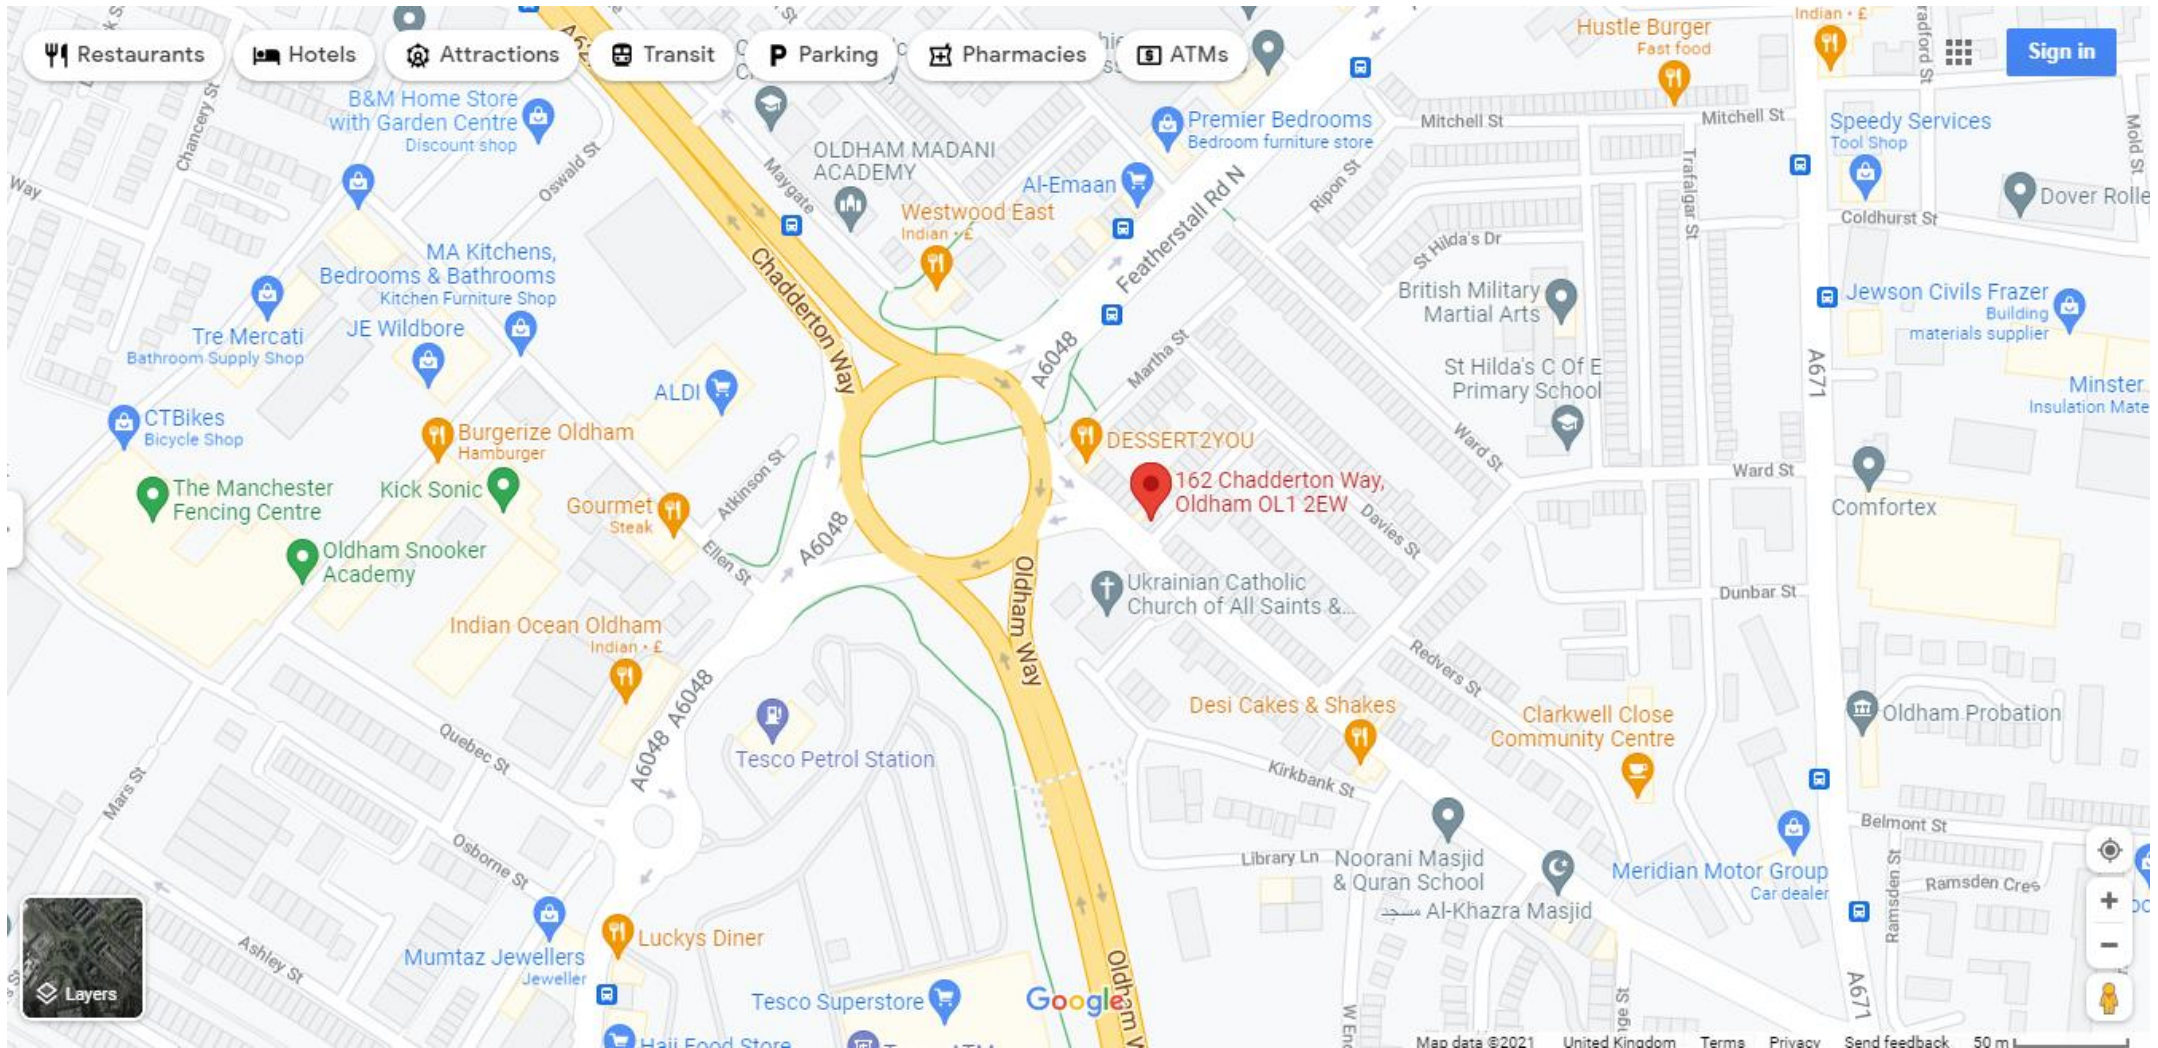 Restaurants
Hotels
Attractions
Transit
Parking
Pharmacies
ATMs
Sign in
Hustle Burger
Fast food
Indian • £
Chancery St
B&M Home Store
with Garden Centre
Discount shop
Oswald St
Way
Maygate
OLDHAM MADANI
ACADEMY
Westwood East
Indian • £
Premier Bedrooms
Bedroom furniture store
Al-Emaan
Featherstall Rd N
Ripon St
Mitchell St
Mitchell St
Trafalgar St
Speedy Services
Tool Shop
Mold St
Dover Rolle
Coldhurst St
St Hilda's Dr
MA Kitchens,
Bedrooms & Bathrooms
Kitchen Furniture Shop
Chadderton Way
Tre Mercati
Bathroom Supply Shop
JE Wildbore
British Military
Martial Arts
Jewson Civils Frazer
Building
materials supplier
A6048
Martha St
St Hilda's C Of E
Primary School
A671
Minster
Insulation Mate
ALDI
CTBikes
Bicycle Shop
Burgerize Oldham
Hamburger
DESSERT2YOU
Ward St
Ward St
The Manchester
Fencing Centre
Kick Sonic
Gourmet
Steak
Atkinson St
162 Chadderton Way,
Oldham OL1 2EW
Davies St
Comfortex
Ellen St
A6048
Oldham Snooker
Academy
Oldham Way
Ukrainian Catholic
Church of All Saints &...
Dunbar St
Indian Ocean Oldham
Indian • £
Redvers St
A6048
A6048
Desi Cakes & Shakes
Clarkwell Close
Community Centre
Oldham Probation
Quebec St
Tesco Petrol Station
Kirkbank St
Mars St
Belmont St
Osborne St
Library Ln
Noorani Masjid
& Quran School
Meridian Motor Group
Car dealer
Ramsden St
Ramsden Cres
مسجد Al-Khazra Masjid
Ashley St
Mumtaz Jewellers
Jeweller
Luckys Diner
Layers
Tesco Superstore
Google
Oldham W
A671
Haji Food Store
Map data ©2021
United Kingdom
Terms
Privacy
Send feedback
50 m